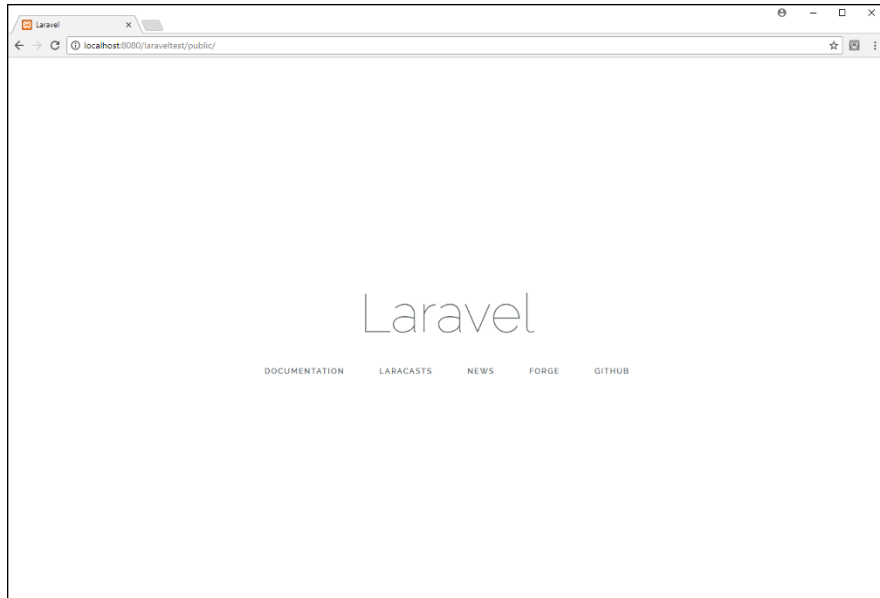 Laravel
localhost:8080/laraveltest/public/
Laravel
DOCUMENTATION LARACASTS NEWS FORGE GITHUB